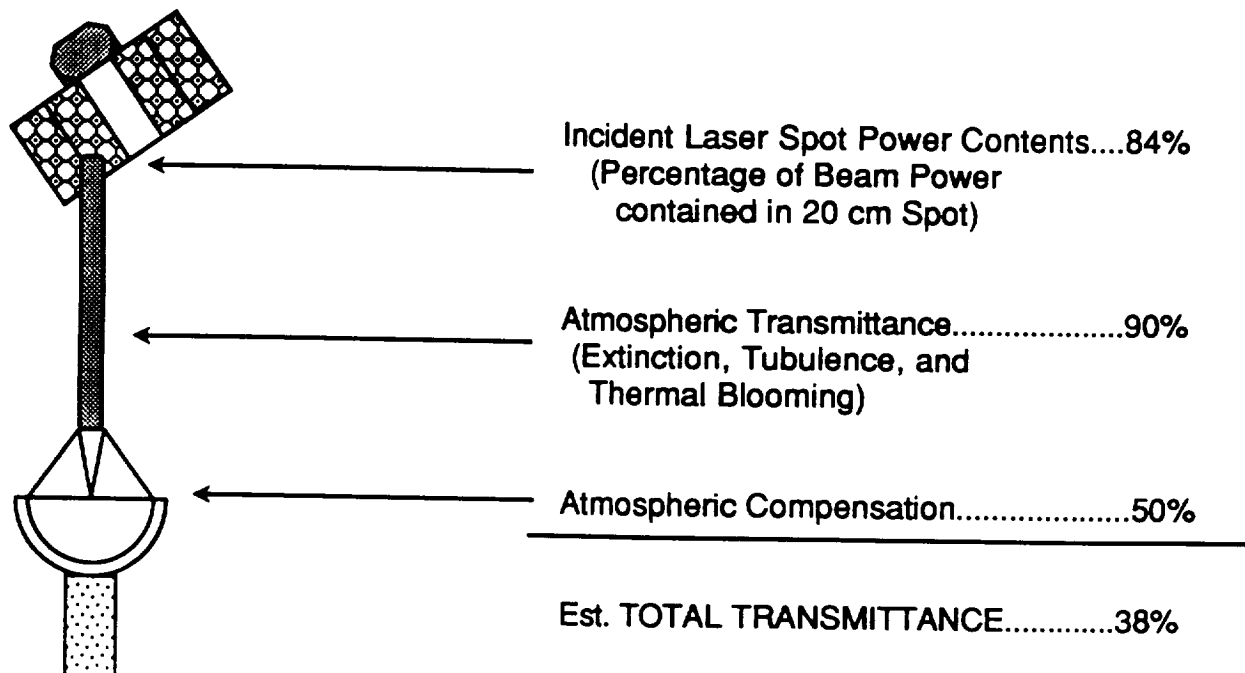 Incident Laser Spot Power Contents....84%
(Percentage of Beam Power
contained in 20 cm Spot)
Atmospheric Transmittance...................90%
(Extinction, Tubulence, and
Thermal Blooming)
Atmospheric Compensation.....................50%
Est. TOTAL TRANSMITTANCE.............38%